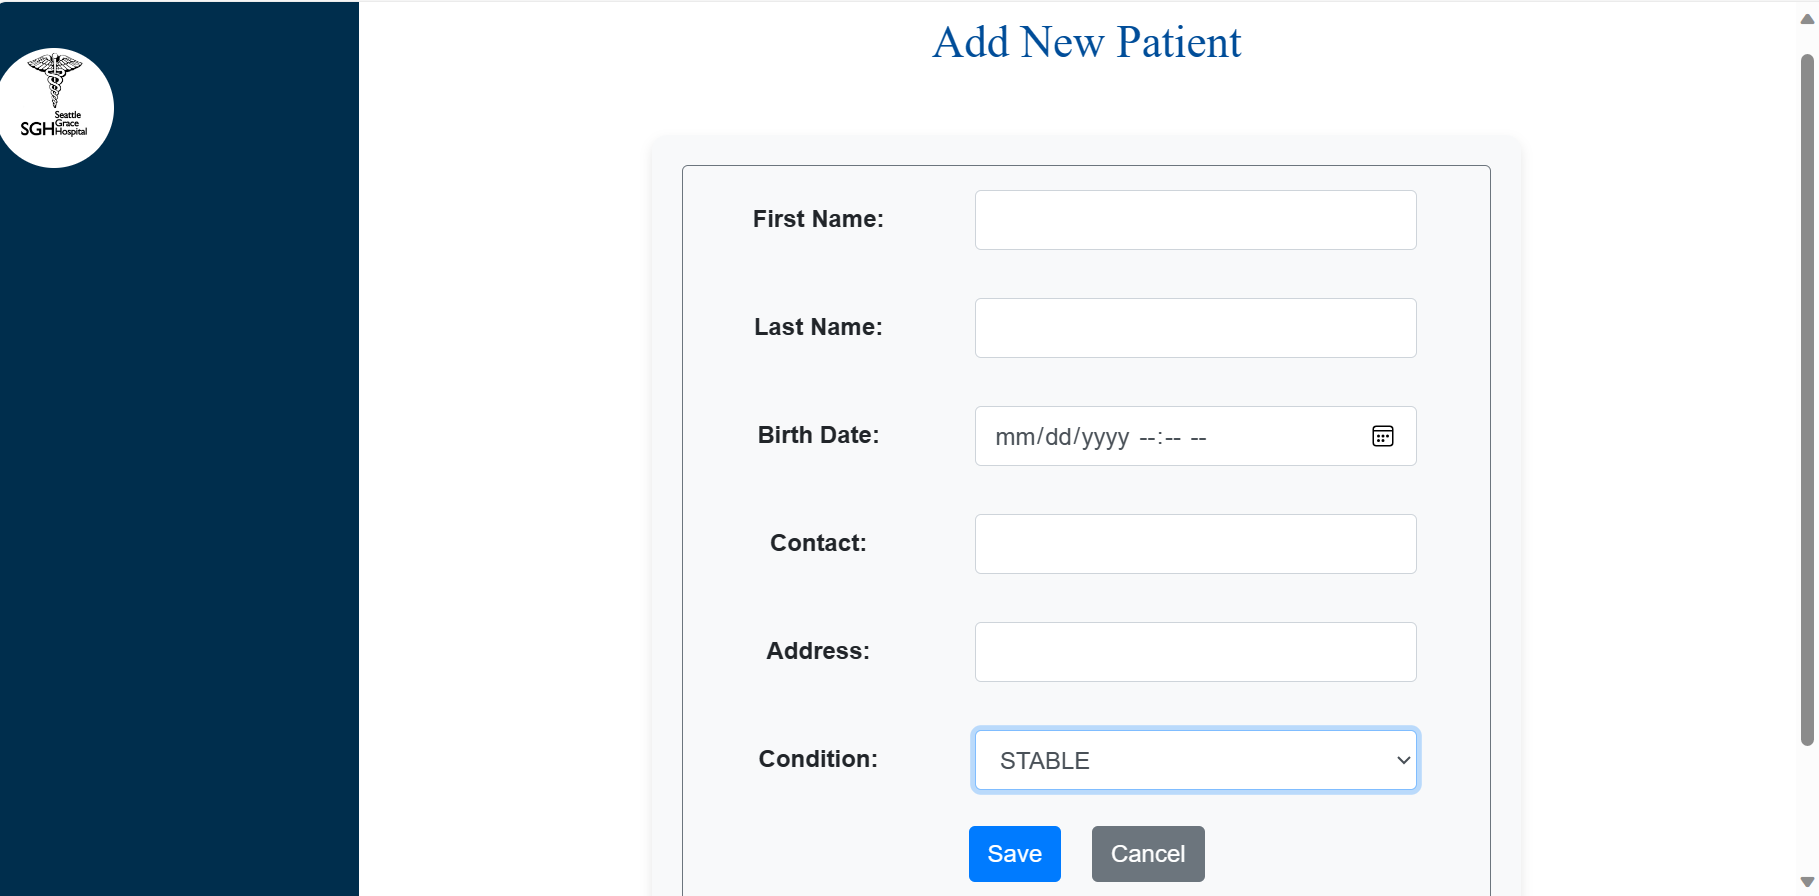 Add New Patient
Seattle
SGH Grace
Hospital
First Name:
Last Name:
Birth Date: mm/dd/yyyy --:-- --
Contact:
Address:
Condition: STABLE
Save Cancel